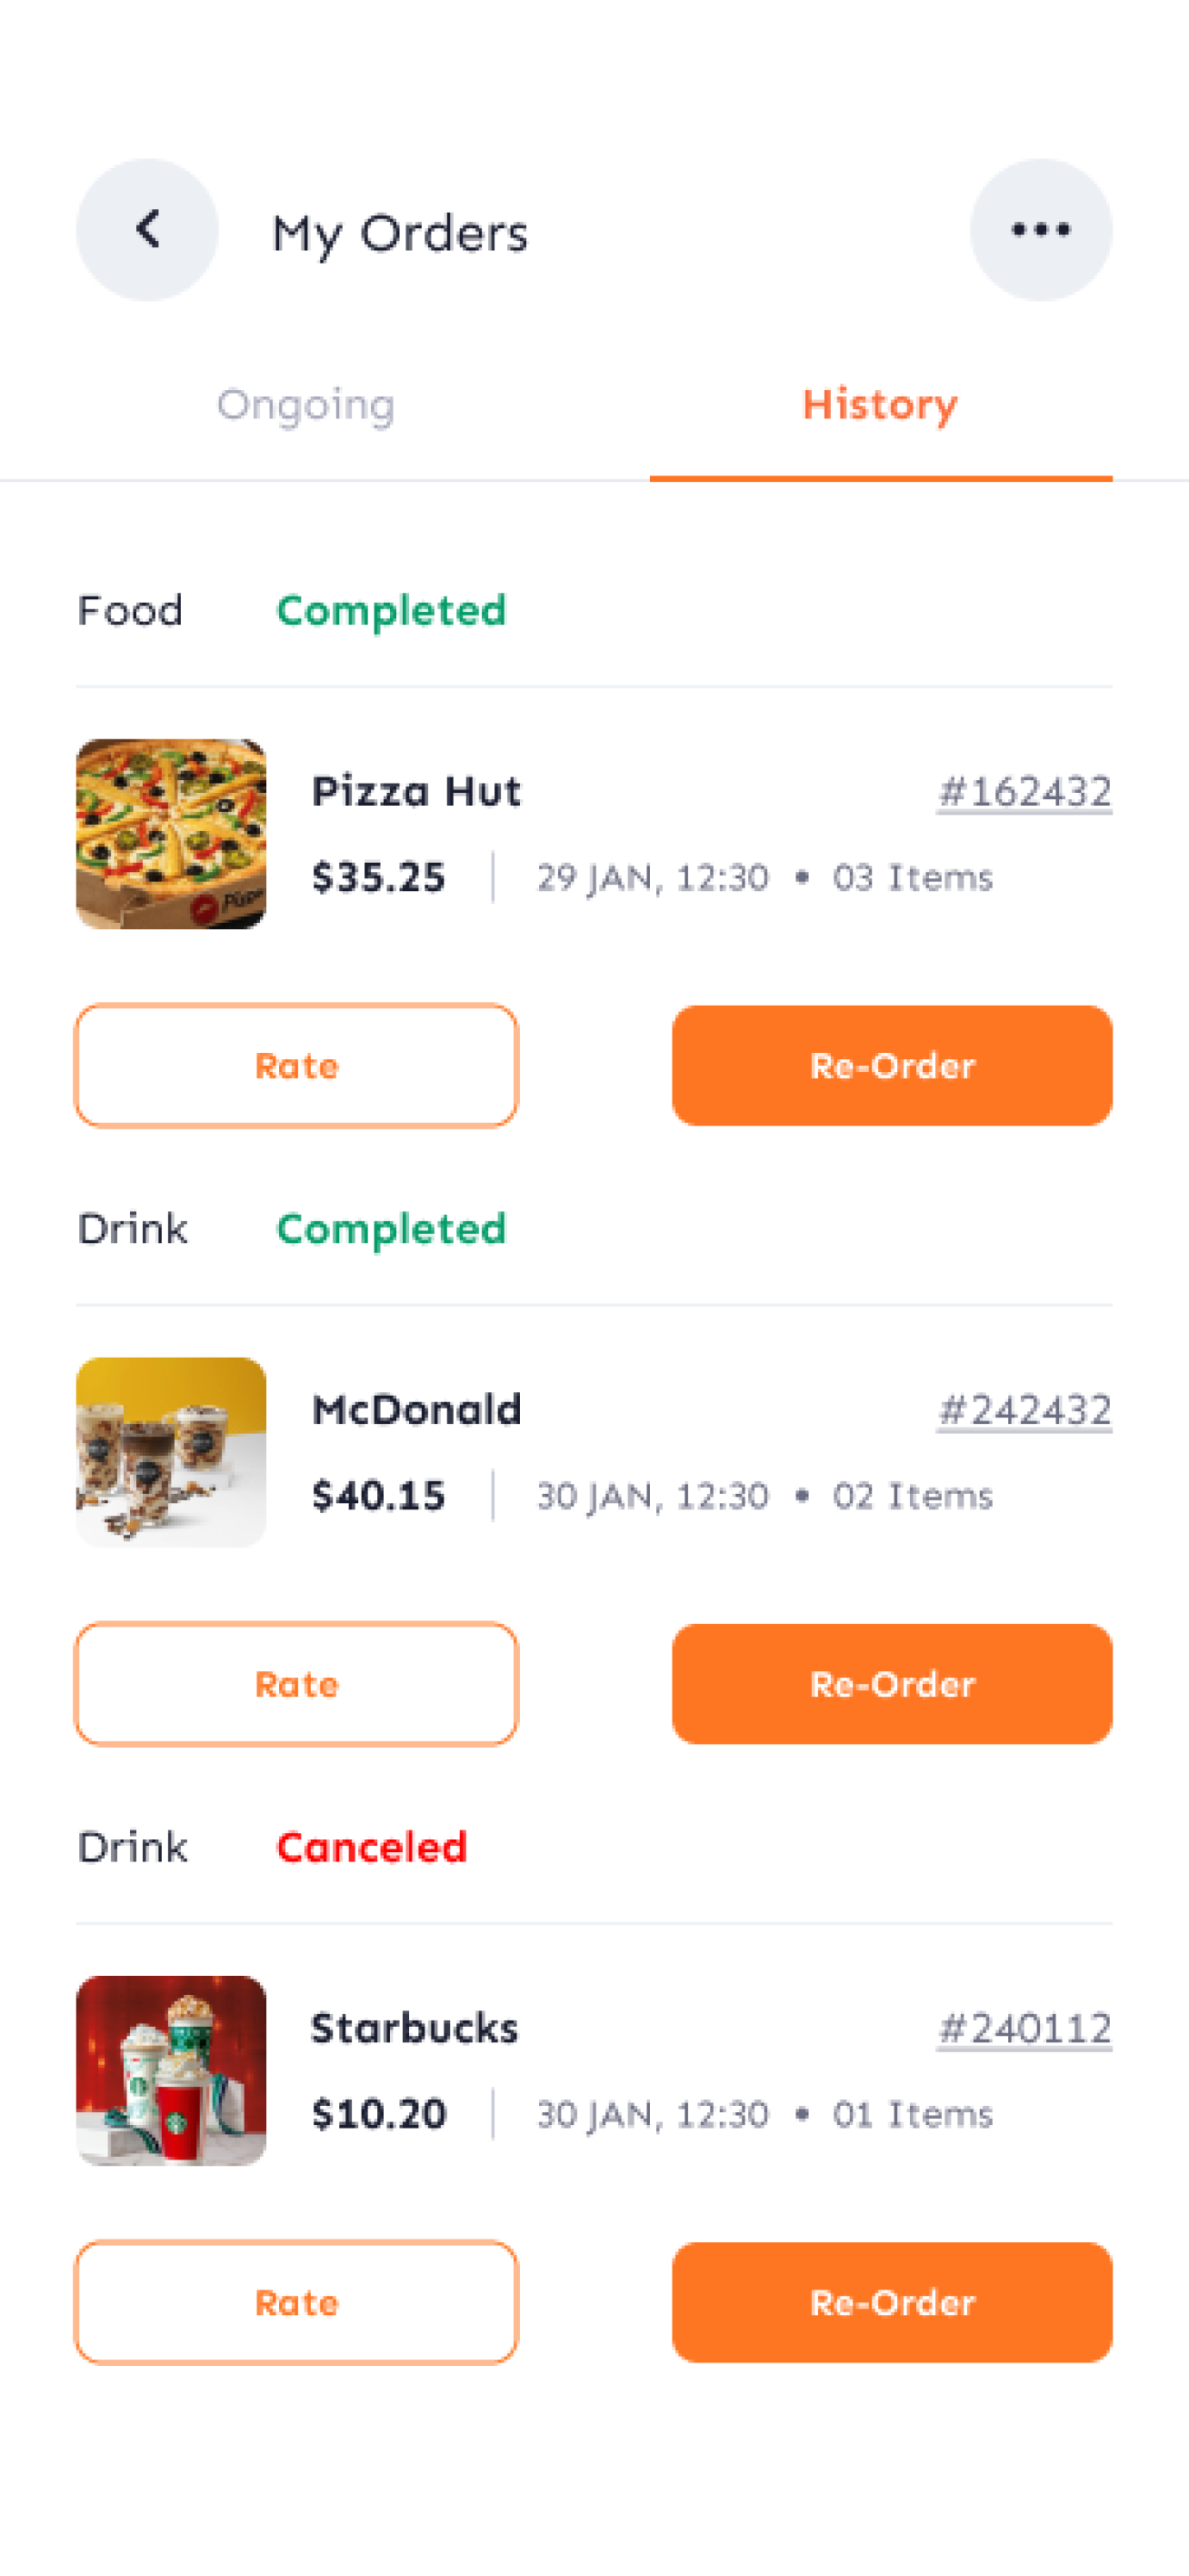 My Orders
Ongoing History
Food Completed
Pizza Hut #162432
$35.25 29 JAN, 12:30 • 03 Items
Rate Re-Order
Drink Completed
McDonald #242432
$40.15 30 JAN, 12:30 • 02 Items
Rate Re-Order
Drink Canceled
Starbucks #240112
$10.20 30 JAN, 12:30 • 01 Items
Rate Re-Order